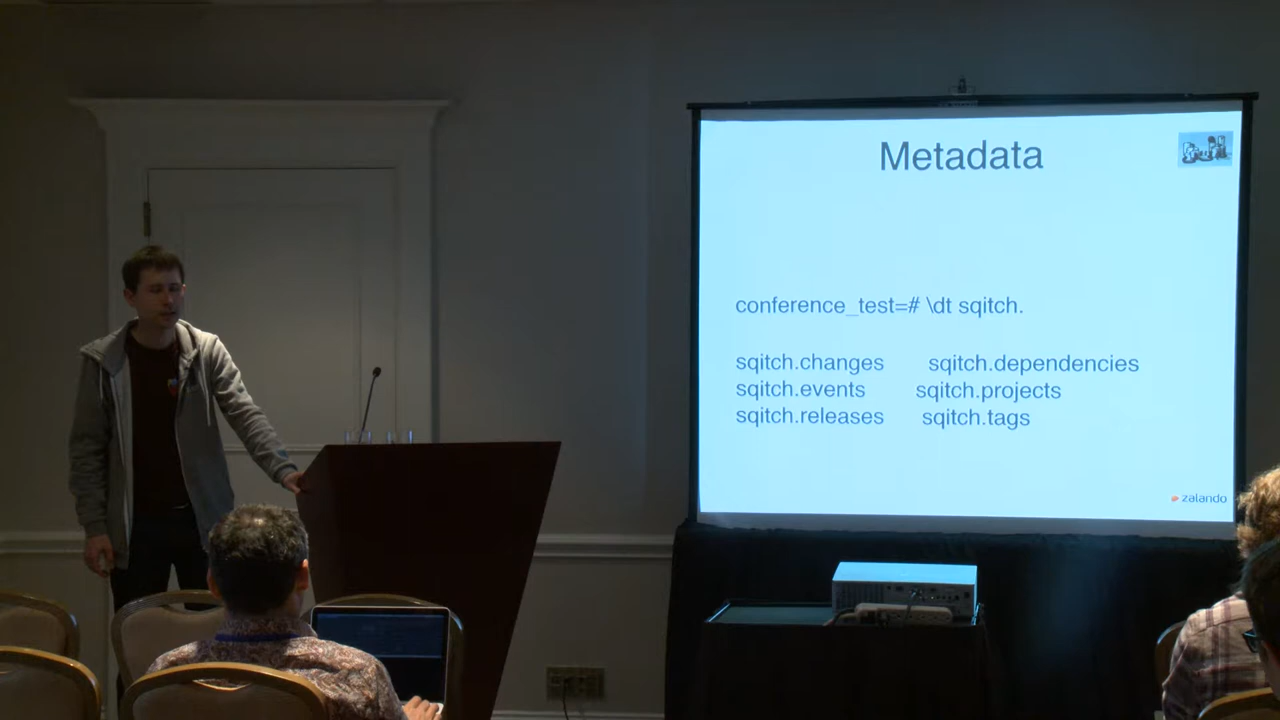 Metadata
conference_test=# \dt sqitch.
sqitch.changes sqitch.dependencies
sqitch.events sqitch.projects
sqitch.releases sqitch.tags
zalando